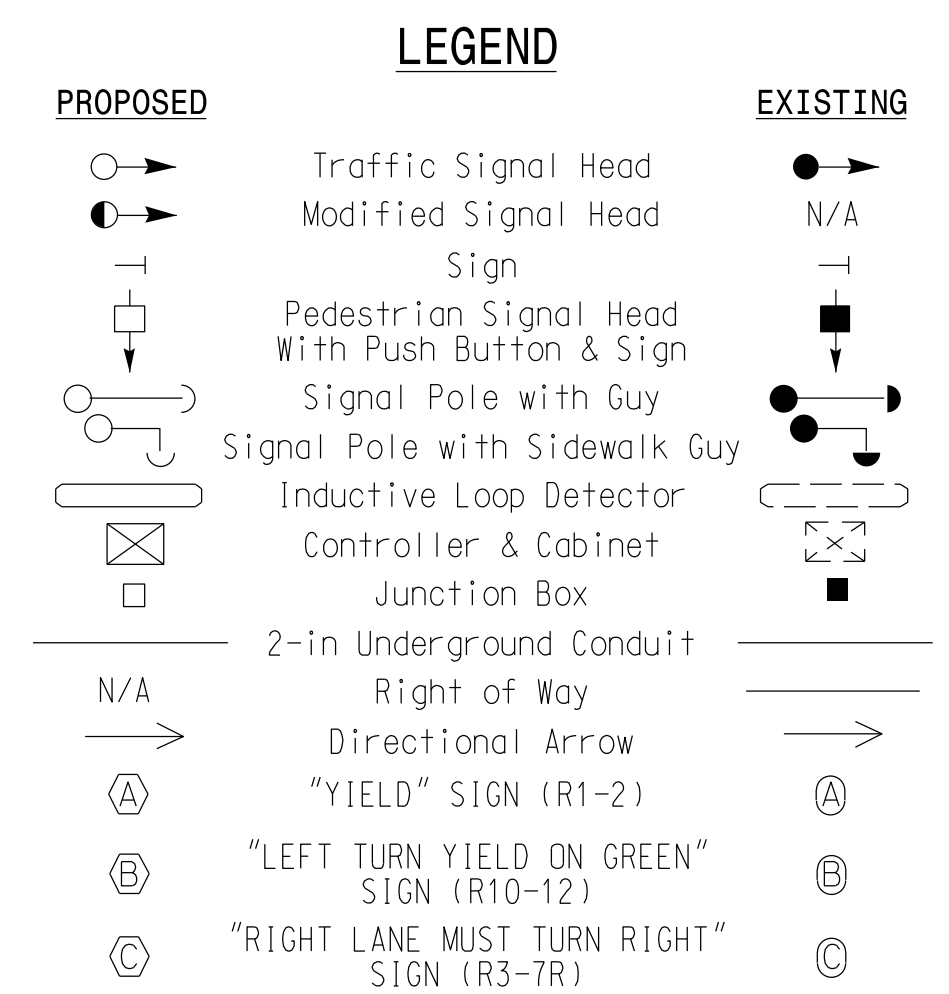 LEGEND
PROPOSED EXISTING
Traffic Signal Head
Modified Signal Head N/A
Sign
Pedestrian Signal Head
With Push Button & Sign
Signal Pole with Guy
Signal Pole with Sidewalk Guy
Inductive Loop Detector
Controller & Cabinet
Junction Box
2-in Underground Conduit
N/A Right of Way
Directional Arrow
A "YIELD" SIGN (R1-2) A
"LEFT TURN YIELD ON GREEN"
B SIGN (R10-12) B
"RIGHT LANE MUST TURN RIGHT"
C SIGN (R3-7R) C